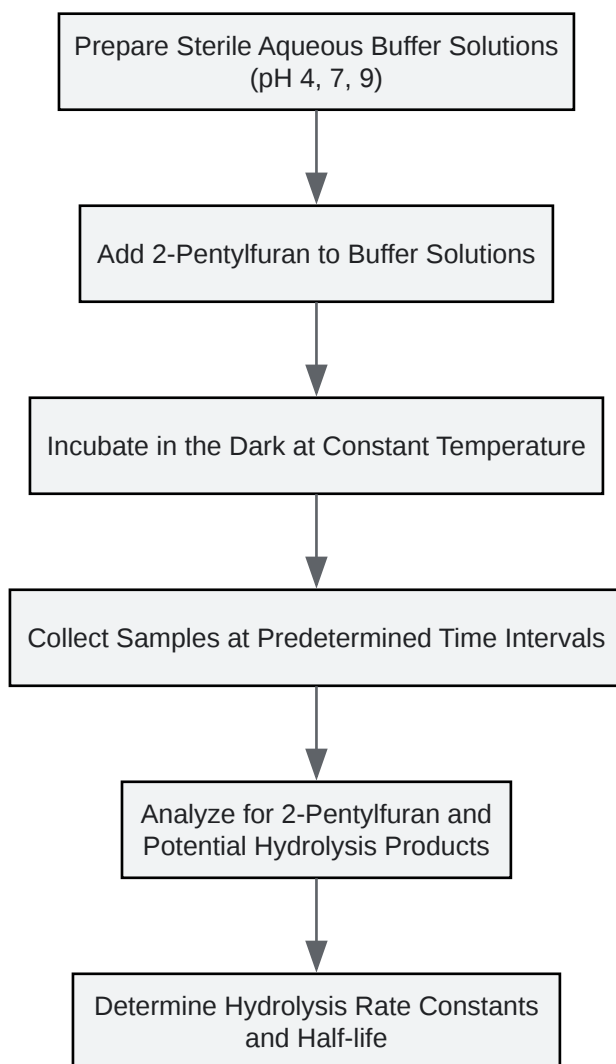 Prepare Sterile Aqueous Buffer Solutions
(pH 4, 7, 9)
Add 2-Pentylfuran to Buffer Solutions
Incubate in the Dark at Constant Temperature
Collect Samples at Predetermined Time Intervals
Analyze for 2-Pentylfuran and
Potential Hydrolysis Products
Determine Hydrolysis Rate Constants
and Half-life